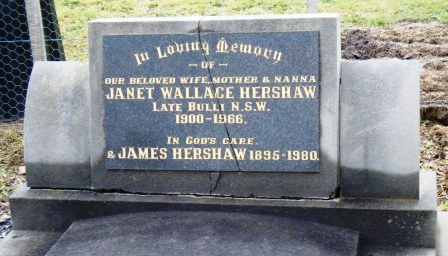 In Loving Memory
— OF —
OUR BELOVED WIFE, MOTHER & NANNA
JANET WALLACE HERSHAW
LATE BULLI N.S.W.
1900-1966.
IN GOD'S CARE.
& JAMES HERSHAW 1895-1980.